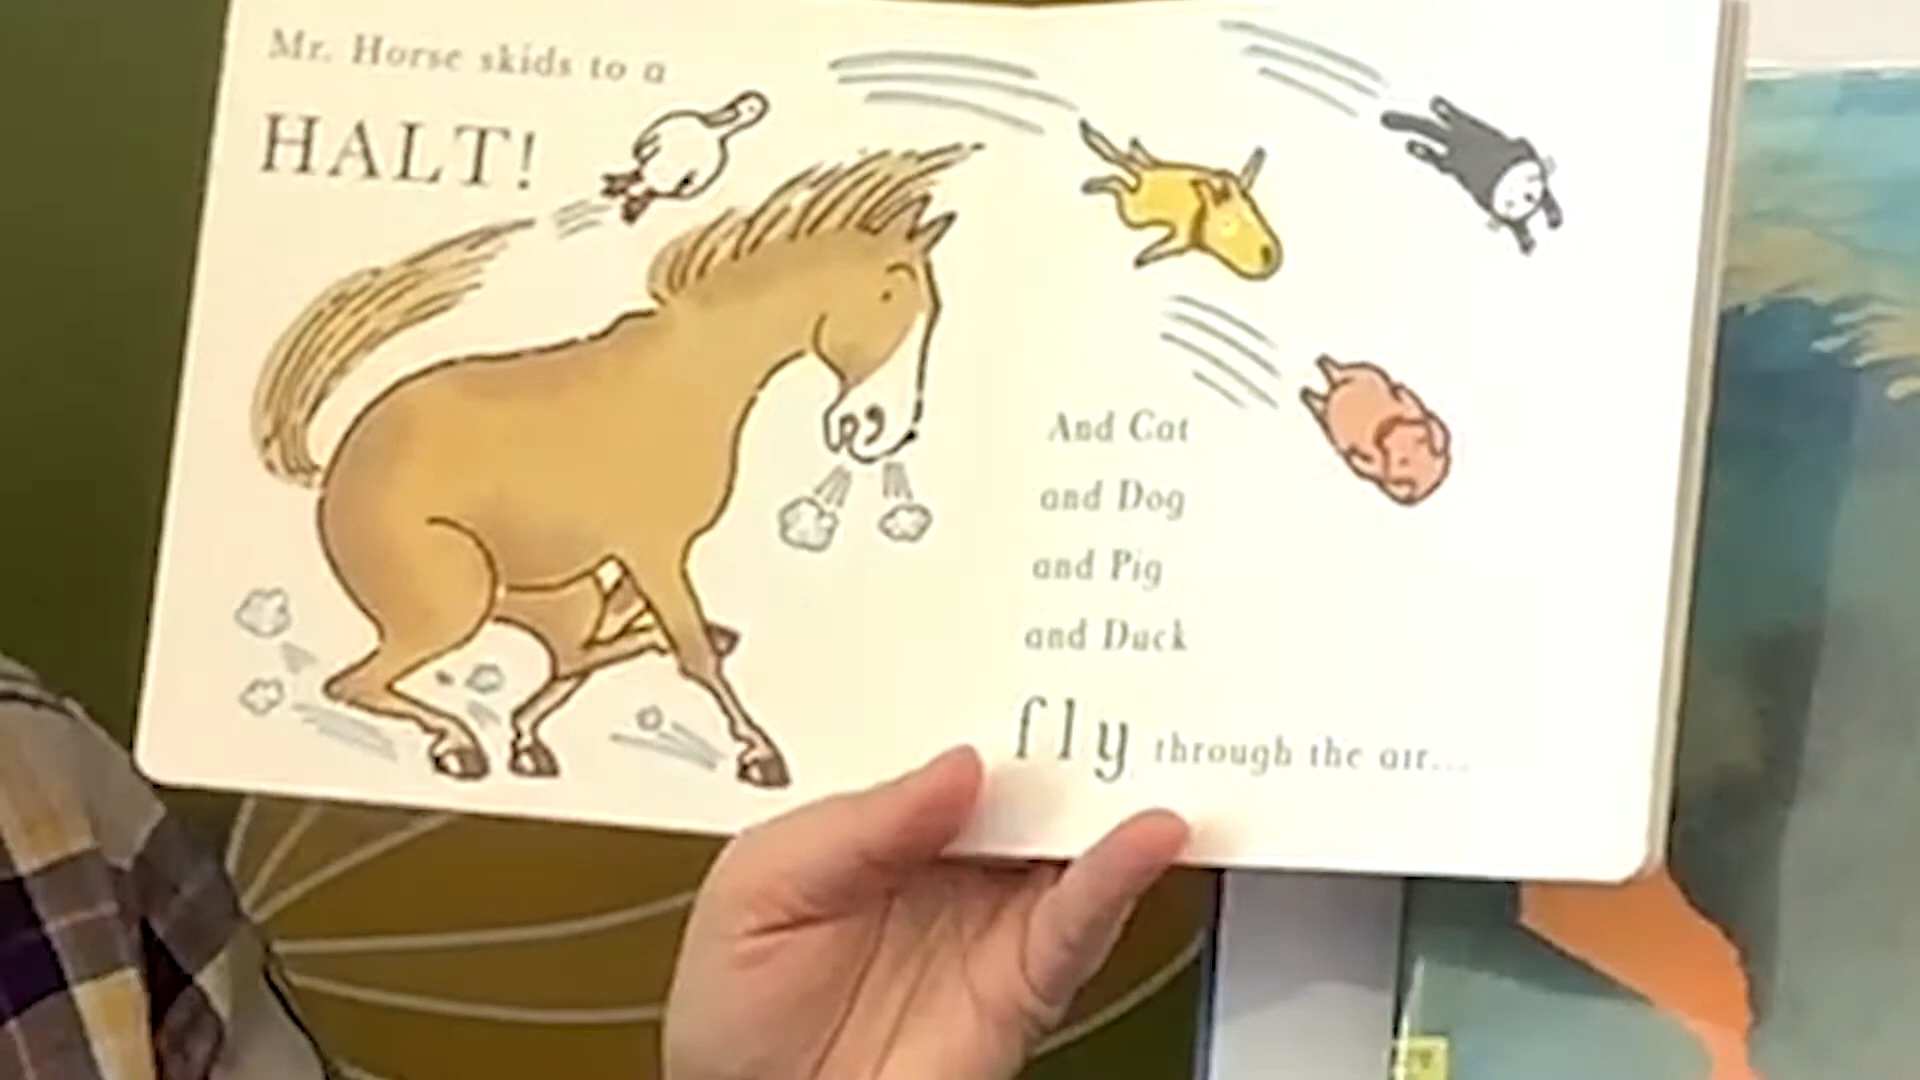 Mr. Horse skids to a
HALT!
And Cat
and Dog
and Pig
and Duck
fly through the air...